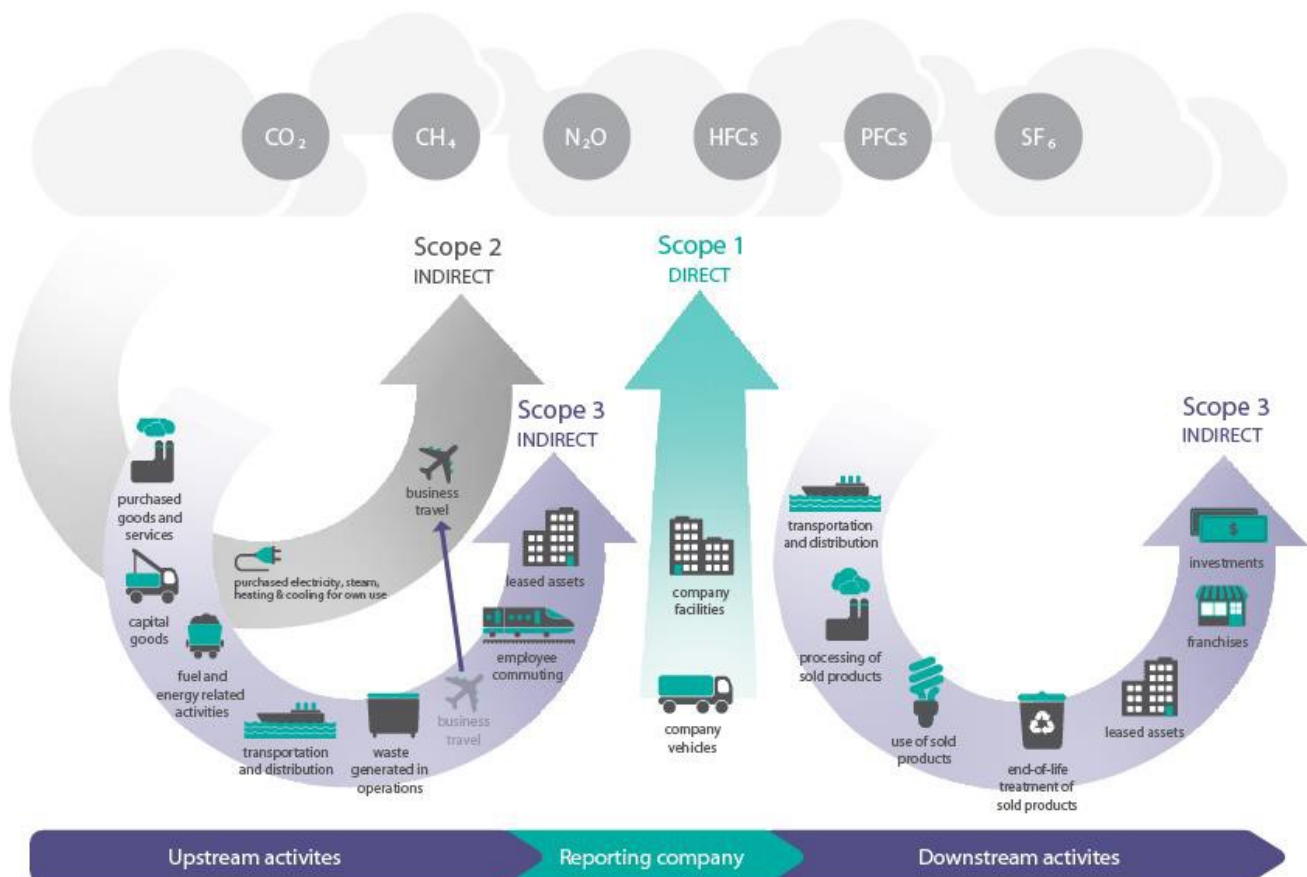 CO₂
CH₄
N₂O
HFCs
PFCs
SF₆
Scope 2
INDIRECT
Scope 1
DIRECT
Scope 3
INDIRECT
Scope 3
INDIRECT
purchased
goods and
services
capital
goods
fuel and
energy related
activities
transportation
and distribution
waste
generated in
operations
business
travel
employee
commuting
leased assets
business
travel
purchased electricity, steam,
heating & cooling for own use
company
facilities
company
vehicles
transportation
and distribution
processing of
sold products
use of sold
products
end-of-life
treatment of
sold products
leased assets
franchises
$
investments
Upstream activites
Reporting company
Downstream activites